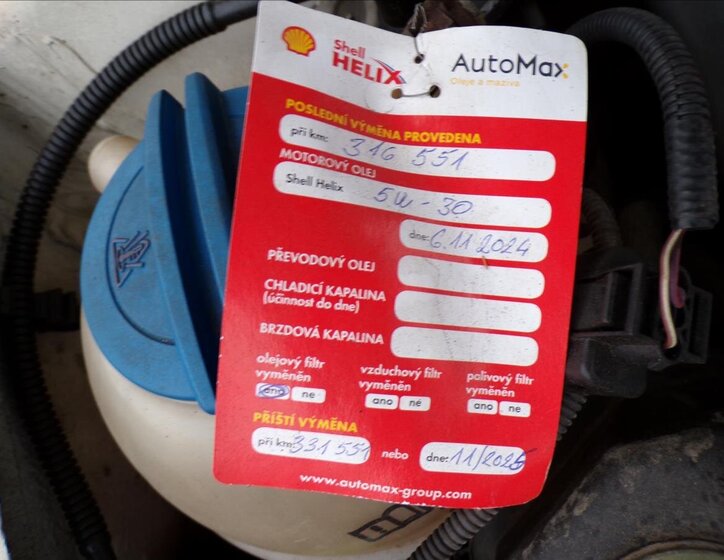 Shell
HELIX
AutoMax
Oleje a maziva
POSLEDNÍ VÝMĚNA PROVEDENA
při km: 316 551
MOTOROVÝ OLEJ
Shell Helix 5W-30
dne: 6.11 2024
PŘEVODOVÝ OLEJ
CHLADICÍ KAPALINA
(účinnost do dne)
BRZDOVÁ KAPALINA
olejový filtr vyměněn
ano ne
vzduchový filtr vyměněn
ano ne
palivový filtr vyměněn
ano ne
PŘÍŠTÍ VÝMĚNA
při km: 331 551 nebo dne: 11/2025
www.automax-group.com